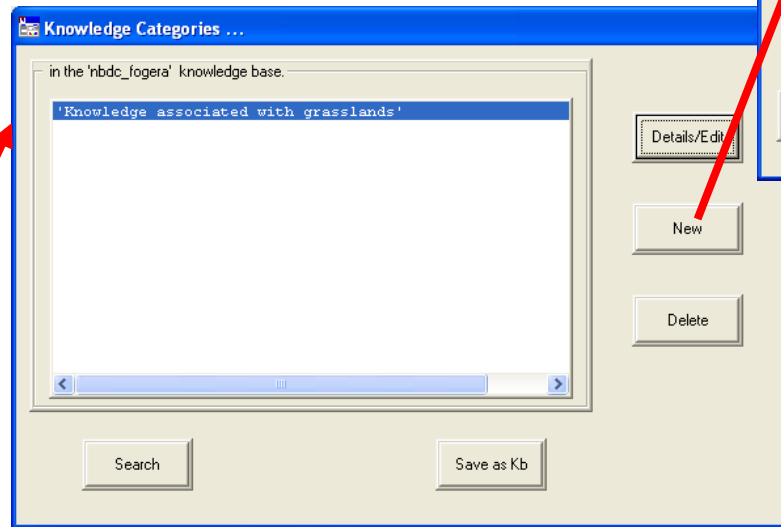 Knowledge Categories ...
in the 'nbdc_fogera' knowledge base.
'Knowledge associated with grasslands'
Details/Edit
New
Delete
Search
Save as Kb